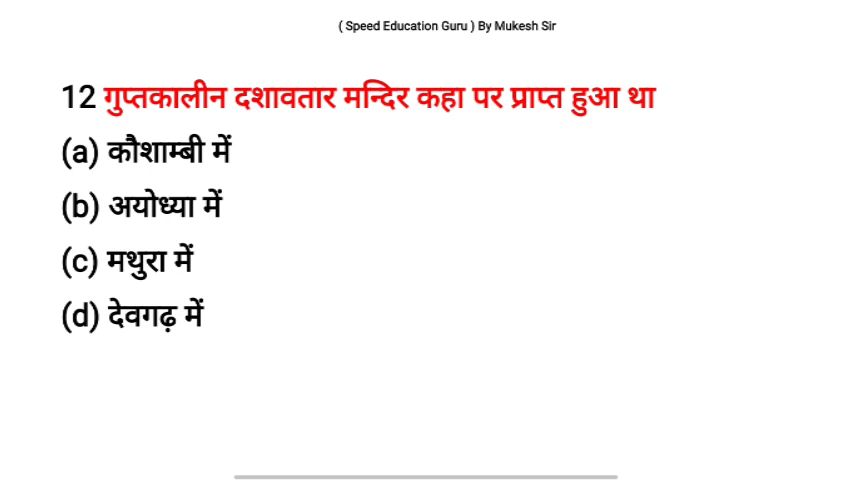 ( Speed Education Guru ) By Mukesh Sir
12 गुप्तकालीन दशावतार मन्दिर कहा पर प्राप्त हुआ था
(a) कौशाम्बी में
(b) अयोध्या में
(c) मथुरा में
(d) देवगढ़ में